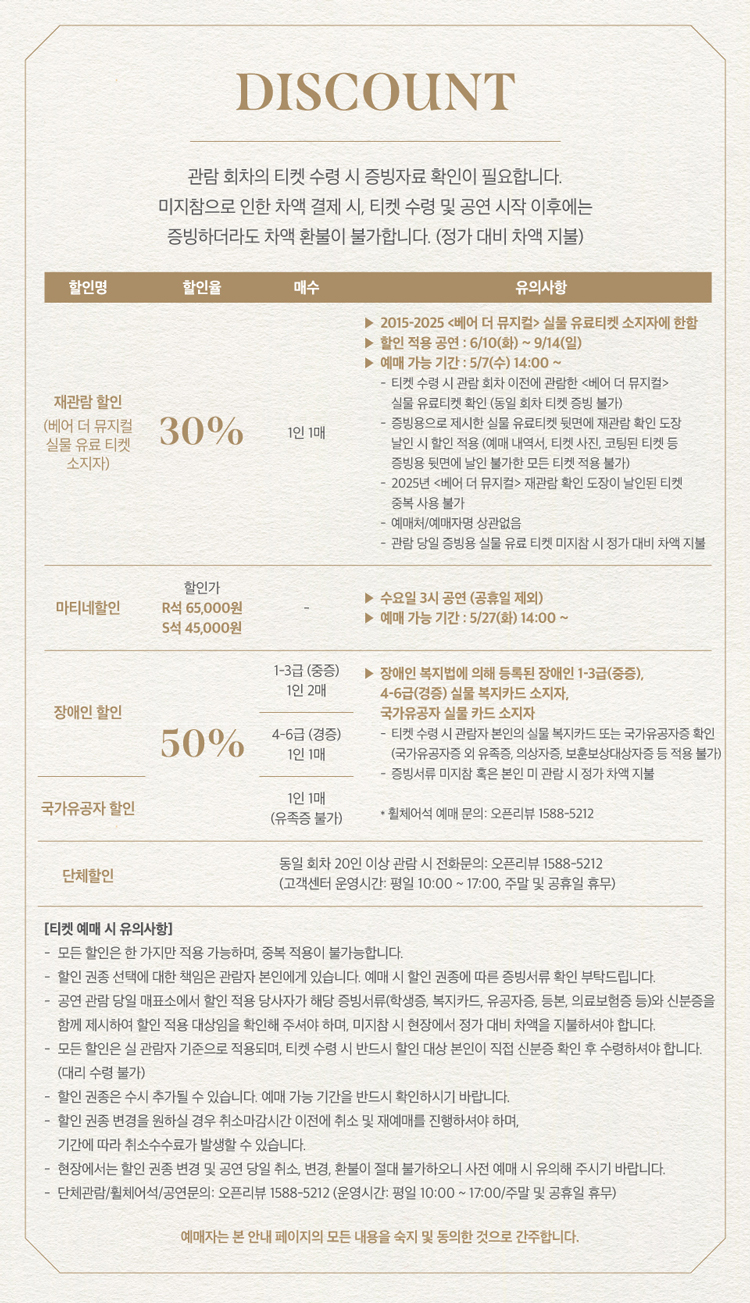 DISCOUNT
관람 회차의 티켓 수령 시 증빙자료 확인이 필요합니다.
미지참으로 인한 차액 결제 시, 티켓 수령 및 공연 시작 이후에는
증빙하더라도 차액 환불이 불가합니다. (정가 대비 차액 지불)
할인명 할인율 매수 유의사항
재관람 할인
(베어 더 뮤지컬
실물 유료 티켓
소지자)
30%
1인 1매
▶ 2015-2025 <베어 더 뮤지컬> 실물 유료티켓 소지자에 한함
▶ 할인 적용 공연 : 6/10(화) ~ 9/14(일)
▶ 예매 가능 기간 : 5/7(수) 14:00 ~
- 티켓 수령 시 관람 회차 이전에 관람한 <베어 더 뮤지컬>
실물 유료티켓 확인 (동일 회차 티켓 증빙 불가)
- 증빙용으로 제시한 실물 유료티켓 뒷면에 재관람 확인 도장
날인 시 할인 적용 (예매 내역서, 티켓 사진, 코팅된 티켓 등
증빙용 뒷면에 날인 불가한 모든 티켓 적용 불가)
- 2025년 <베어 더 뮤지컬> 재관람 확인 도장이 날인된 티켓
중복 사용 불가
- 예매처/예매자명 상관없음
- 관람 당일 증빙용 실물 유료 티켓 미지참 시 정가 대비 차액 지불
마티네할인
할인가
R석 65,000원
S석 45,000원
-
▶ 수요일 3시 공연 (공휴일 제외)
▶ 예매 가능 기간 : 5/27(화) 14:00 ~
장애인 할인
국가유공자 할인
50%
1-3급 (중증)
1인 2매
4-6급 (경증)
1인 1매
1인 1매
(유족증 불가)
▶ 장애인 복지법에 의해 등록된 장애인 1-3급(중증),
4-6급(경증) 실물 복지카드 소지자,
국가유공자 실물 카드 소지자
- 티켓 수령 시 관람자 본인의 실물 복지카드 또는 국가유공자증 확인
(국가유공자증 외 유족증, 의상자증, 보훈보상대상자증 등 적용 불가)
- 증빙서류 미지참 혹은 본인 미 관람 시 정가 차액 지불
* 휠체어석 예매 문의: 오픈리뷰 1588-5212
단체할인
동일 회차 20인 이상 관람 시 전화문의: 오픈리뷰 1588-5212
(고객센터 운영시간: 평일 10:00 ~ 17:00, 주말 및 공휴일 휴무)
[티켓 예매 시 유의사항]
- 모든 할인은 한 가지만 적용 가능하며, 중복 적용이 불가능합니다.
- 할인 권종 선택에 대한 책임은 관람자 본인에게 있습니다. 예매 시 할인 권종에 따른 증빙서류 확인 부탁드립니다.
- 공연 관람 당일 매표소에서 할인 적용 당사자가 해당 증빙서류(학생증, 복지카드, 유공자증, 등본, 의료보험증 등)와 신분증을
함께 제시하여 할인 적용 대상임을 확인해 주셔야 하며, 미지참 시 현장에서 정가 대비 차액을 지불하셔야 합니다.
- 모든 할인은 실 관람자 기준으로 적용되며, 티켓 수령 시 반드시 할인 대상 본인이 직접 신분증 확인 후 수령하셔야 합니다.
(대리 수령 불가)
- 할인 권종은 수시 추가될 수 있습니다. 예매 가능 기간을 반드시 확인하시기 바랍니다.
- 할인 권종 변경을 원하실 경우 취소마감시간 이전에 취소 및 재예매를 진행하셔야 하며,
기간에 따라 취소수수료가 발생할 수 있습니다.
- 현장에서는 할인 권종 변경 및 공연 당일 취소, 변경, 환불이 절대 불가하오니 사전 예매 시 유의해 주시기 바랍니다.
- 단체관람/휠체어석/공연문의: 오픈리뷰 1588-5212 (운영시간: 평일 10:00 ~ 17:00/주말 및 공휴일 휴무)
예매자는 본 안내 페이지의 모든 내용을 숙지 및 동의한 것으로 간주합니다.